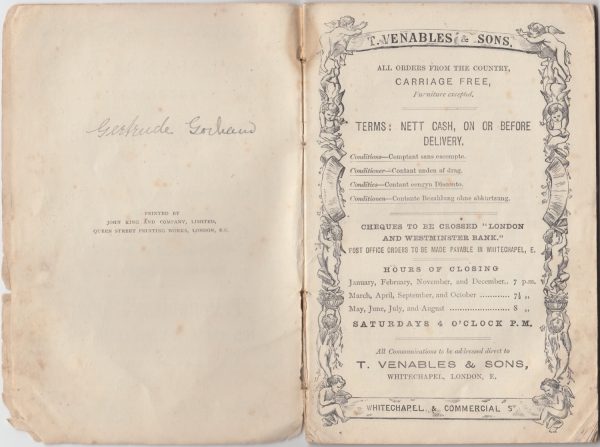 Gertrude
PRINTED BY
JOHN KING AND COMPANY, LIMITED,
QUEEN STREET PRINTING WORKS, LONDON, E.C.
T. VENABLES & SONS.
ALL ORDERS FROM THE COUNTRY,
CARRIAGE FREE,
Furniture excepted.
TERMS: NETT CASH, ON OR BEFORE
DELIVERY.
Conditions—Comptant sans escompte.
Conditioner—Contant uuden af drag.
Conditics—Contant oengyn Disconto.
Conditionen—Contante Bezahlung ohne abkurtzung.
CHEQUES TO BE CROSSED "LONDON
AND WESTMINSTER BANK."
POST OFFICE ORDERS TO BE MADE PAYABLE IN WHITECHAPEL, E.
HOURS OF CLOSING
January, February, November, and December.. 7 p.m.
March, April, September, and October ............ 7½ „
May, June, July, and August ........................ 8 „
SATURDAYS 4 O'CLOCK P.M.
All Communications to be addressed direct to
T. VENABLES & SONS,
WHITECHAPEL, LONDON, E.
WHITECHAPEL & COMMERCIAL ST